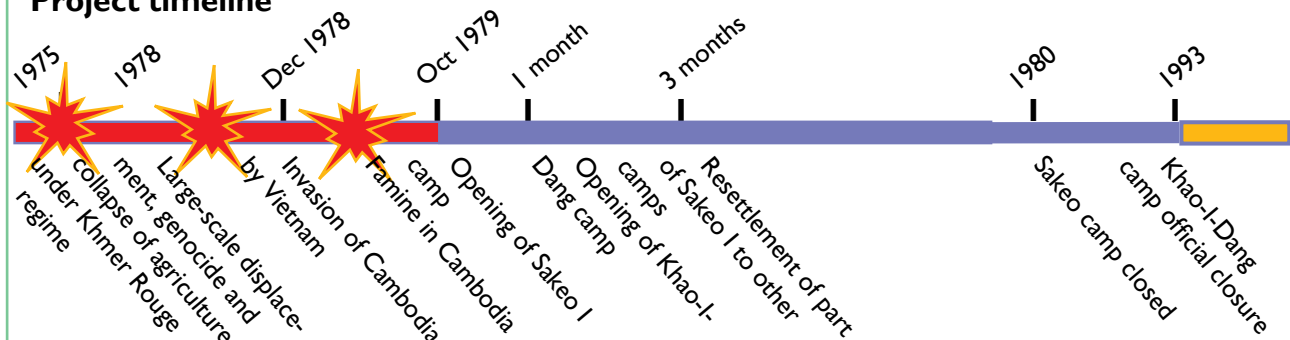 Project timeline
1975
1978
Dec 1978
Oct 1979
1 month
3 months
1980
1993
Large-scale displace-
ment, genocide and
collapse of agriculture
under Khmer Rouge
regime
Invasion of Cambodia
by Vietnam
Famine in Cambodia
Opening of Sakeo I
camp
Opening of Khao-I-
Dang camp
Resettlement of part
of Sakeo I to other
camps
Sakeo camp closed
Khao-I-Dang
camp official closure